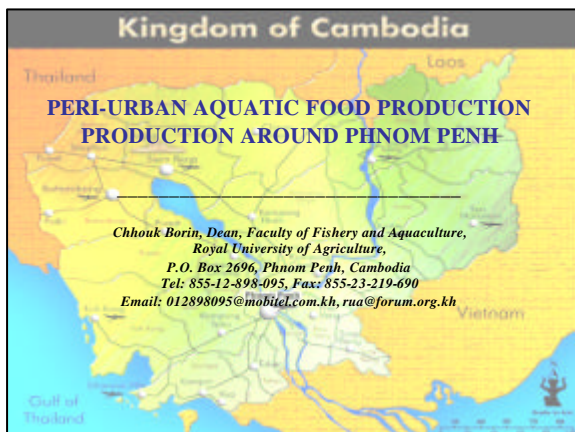 Kingdom of Cambodia
Laos
Thailand
PERI-URBAN AQUATIC FOOD PRODUCTION
PRODUCTION AROUND PHNOM PENH
Chhouk Borin, Dean, Faculty of Fishery and Aquaculture,
Royal University of Agriculture,
P.O. Box 2696, Phnom Penh, Cambodia
Tel: 855-12-898-095, Fax: 855-23-219-690
Email: 012898095@mobitel.com.kh, rua@forum.org.kh
Vietnam
Gulf of
Thailand